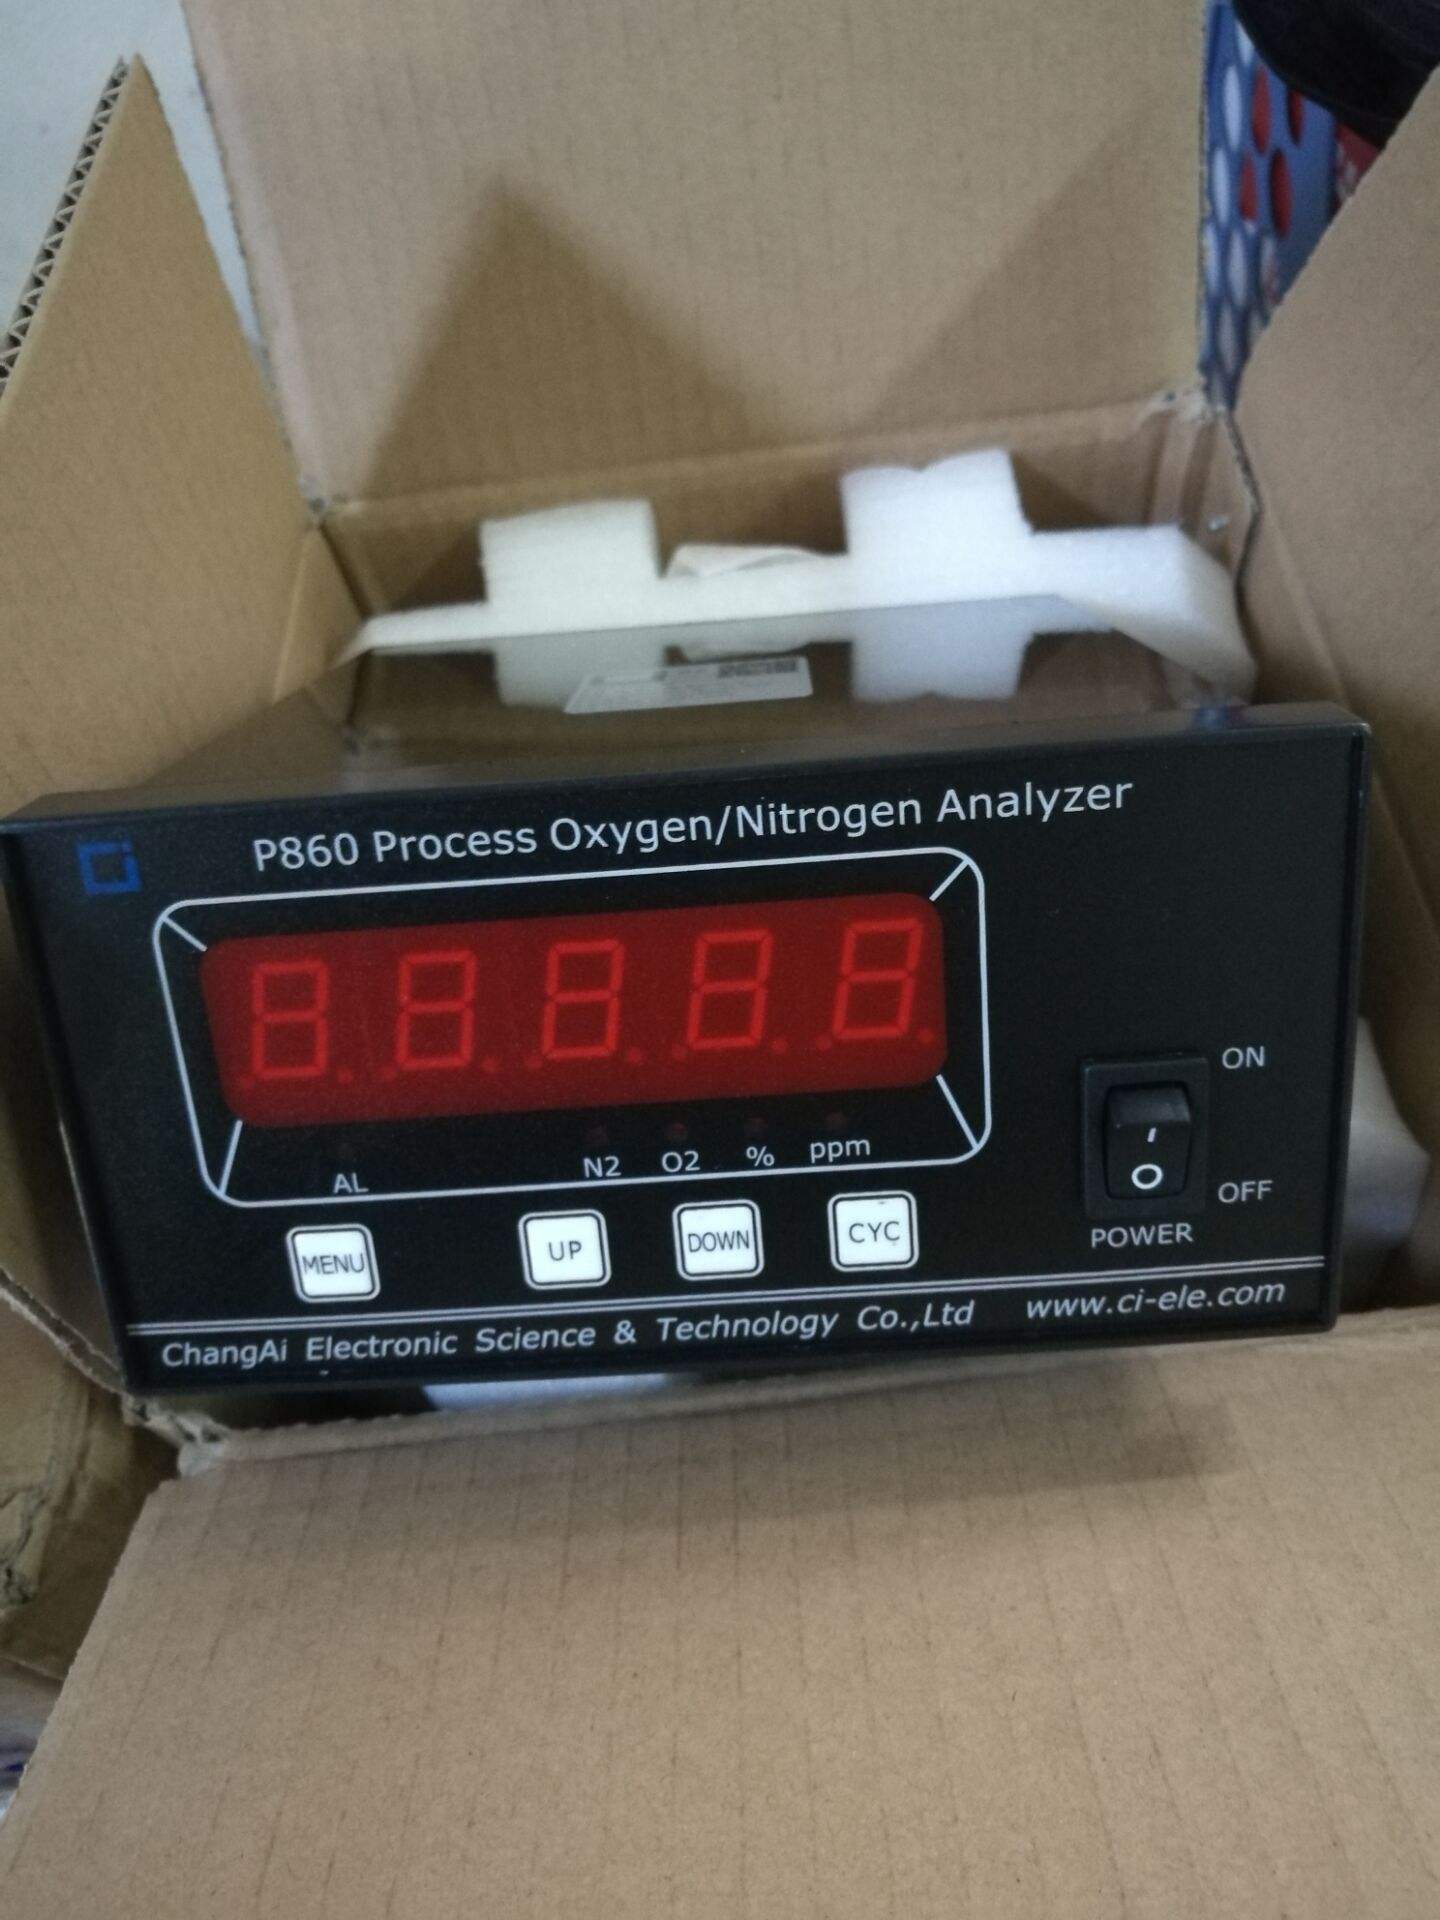 P860 Process Oxygen/Nitrogen Analyzer
88888
AL N2 O2 % ppm
MENU UP DOWN CYC
ON
OFF
POWER
ChangAi Electronic Science & Technology Co.,Ltd www.ci-ele.com